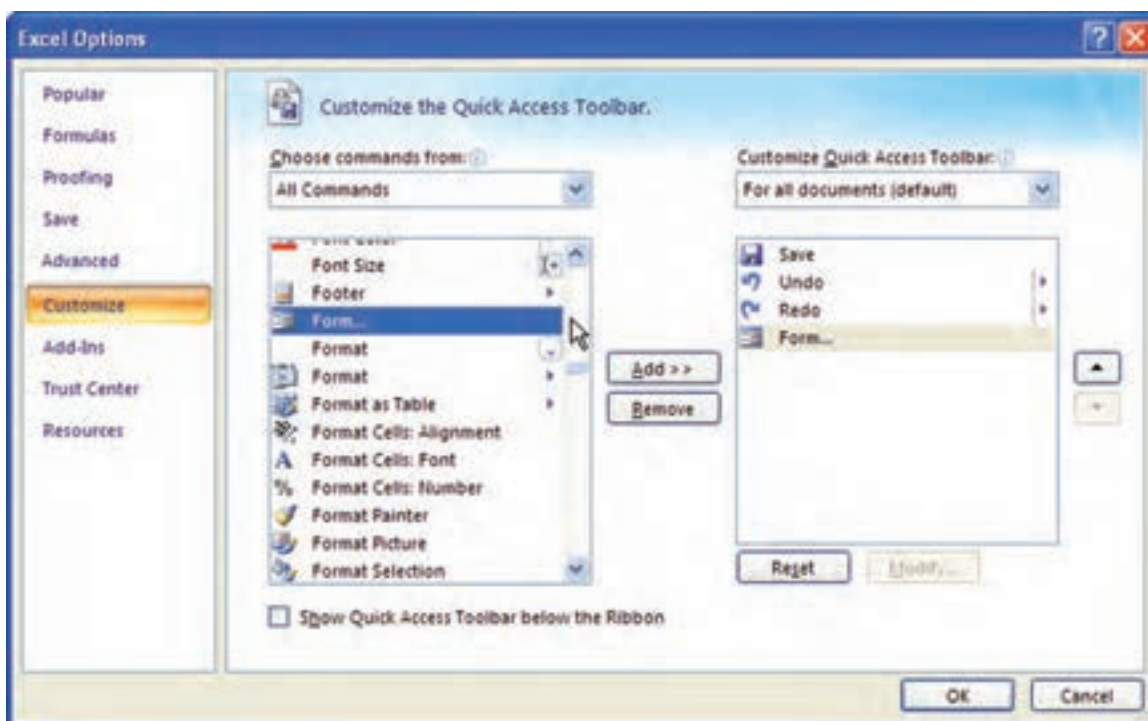 Excel Options
Popular
Formulas
Proofing
Save
Advanced
Customize
Add-Ins
Trust Center
Resources
Customize the Quick Access Toolbar.
Choose commands from:
All Commands
Font Color
Font Size
Footer
Form...
Format
Format
Format as Table
Format Cells: Alignment
Format Cells: Font
Format Cells: Number
Format Painter
Format Picture
Format Selection
Show Quick Access Toolbar below the Ribbon
Add >>
Remove
Customize Quick Access Toolbar:
For all documents (default)
Save
Undo
Redo
Form...
Reset
Modify...
OK
Cancel